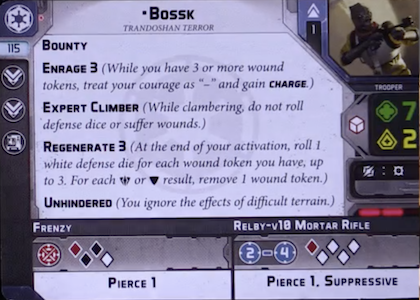 •Bossk
TRANDOSHAN TERROR
1
115
BOUNTY
ENRAGE 3 (While you have 3 or more wound
tokens, treat your courage as "–" and gain CHARGE.)
EXPERT CLIMBER (While clambering, do not roll
defense dice or suffer wounds.)
REGENERATE 3 (At the end of your activation, roll 1
white defense die for each wound token you have, up
to 3. For each or result, remove 1 wound token.)
UNHINDERED (You ignore the effects of difficult terrain.)
TROOPER
7
2
:
FRENZY
PIERCE 1
RELBY-V10 MORTAR RIFLE
2 – 4
PIERCE 1, SUPPRESSIVE